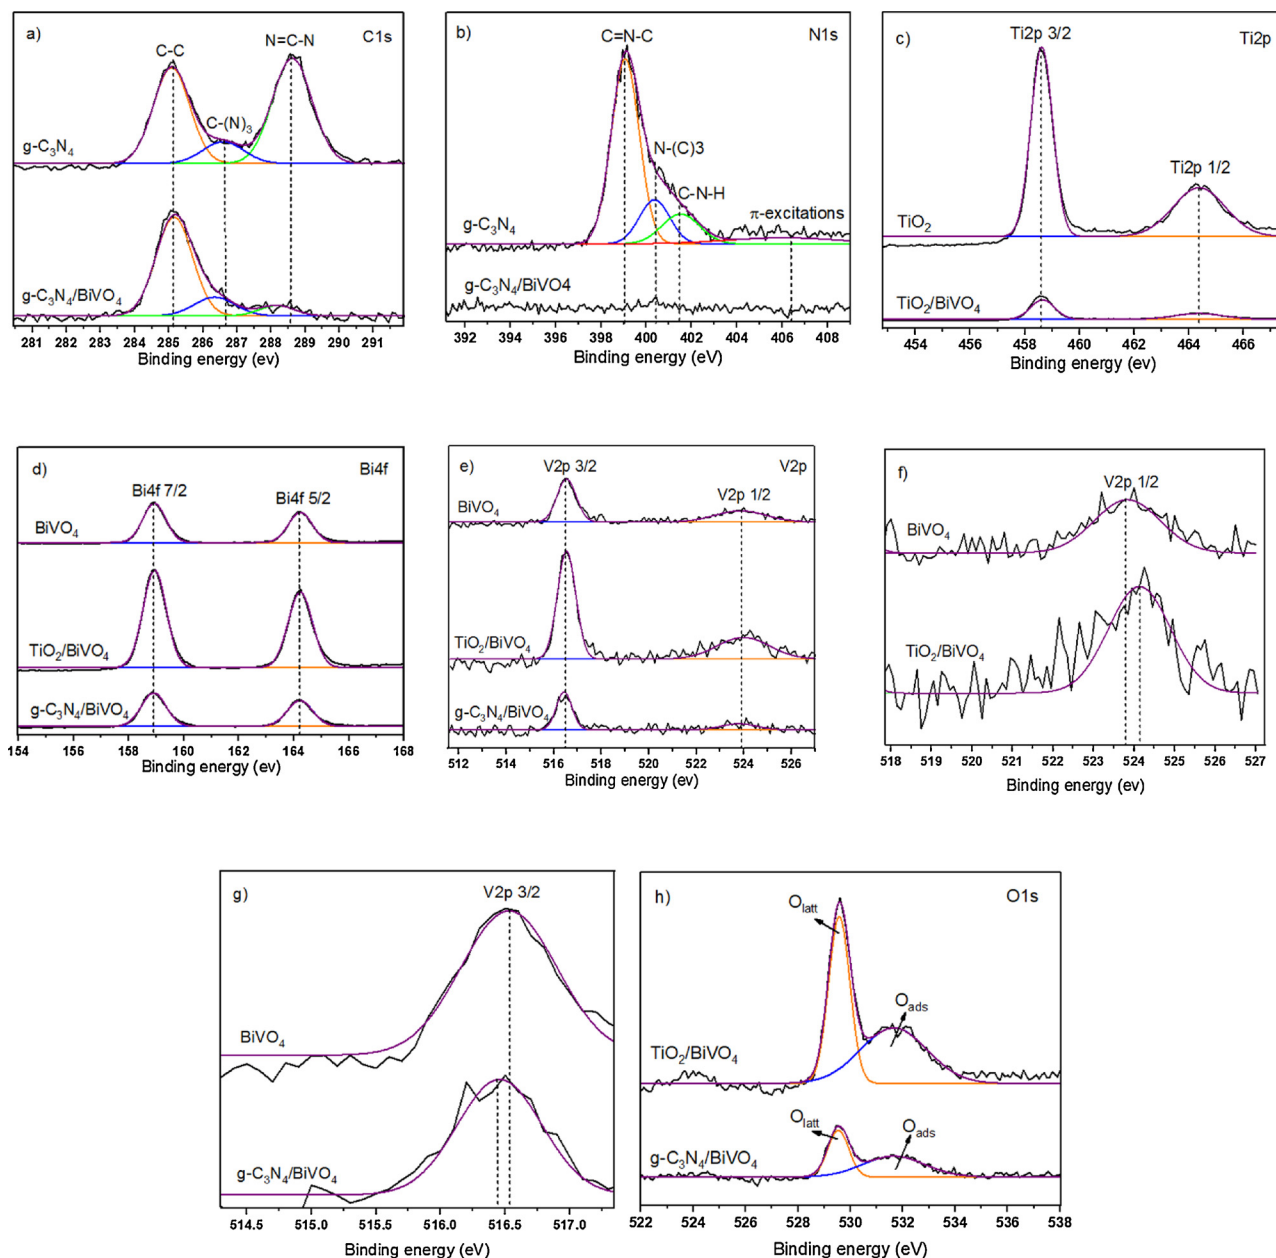 a)
C1s
C-C
N=C-N
C-(N)3
g-C3N4
g-C3N4/BiVO4
281 282 283 284 285 286 287 288 289 290 291
Binding energy (ev)
b)
N1s
C=N-C
N-(C)3
C-N-H
π-excitations
g-C3N4
g-C3N4/BiVO4
392 394 396 398 400 402 404 406 408
Binding energy (eV)
c)
Ti2p
Ti2p 3/2
Ti2p 1/2
TiO2
TiO2/BiVO4
454 456 458 460 462 464 466
Binding energy (ev)
d)
Bi4f
Bi4f 7/2
Bi4f 5/2
BiVO4
TiO2/BiVO4
g-C3N4/BiVO4
154 156 158 160 162 164 166 168
Binding energy (ev)
e)
V2p
V2p 3/2
V2p 1/2
BiVO4
TiO2/BiVO4
g-C3N4/BiVO4
512 514 516 518 520 522 524 526
Binding energy (ev)
f)
V2p 1/2
BiVO4
TiO2/BiVO4
518 519 520 521 522 523 524 525 526 527
Binding energy (ev)
g)
V2p 3/2
BiVO4
g-C3N4/BiVO4
514.5 515.0 515.5 516.0 516.5 517.0
Binding energy (eV)
h)
O1s
Olatt
Oads
TiO2/BiVO4
Olatt
Oads
g-C3N4/BiVO4
522 524 526 528 530 532 534 536 538
Binding energy (eV)